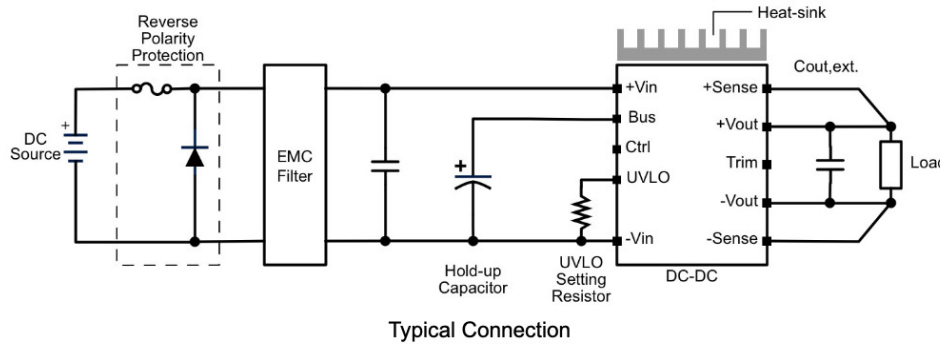 Reverse
Polarity
Protection
Heat-sink
Cout,ext.
DC
Source
+
EMC
Filter
+
+Vin
Bus
Ctrl
UVLO
-Vin
+Sense
+Vout
Trim
-Vout
-Sense
Load
Hold-up
Capacitor
UVLO
Setting
Resistor
DC-DC
Typical Connection